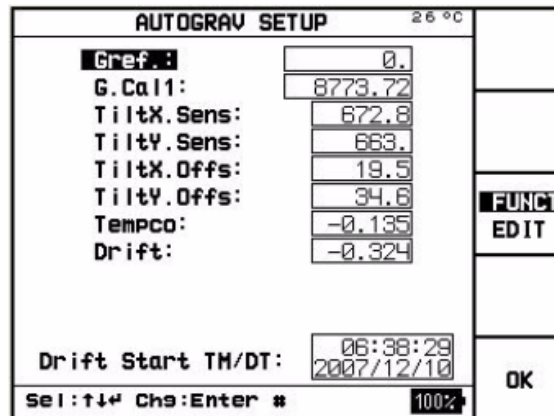 AUTOGRAV SETUP 26 °C
Gref.: 0.
G.Cal1: 8773.72
TiltX.Sens: 672.8
TiltY.Sens: 663.
TiltX.Offs: 19.5
TiltY.Offs: 34.6
Tempco: -0.135
Drift: -0.324
FUNCT
EDIT
Drift Start TM/DT: 06:38:29
2007/12/10
OK
Sel:↑↓↵ Chg:Enter # 100%